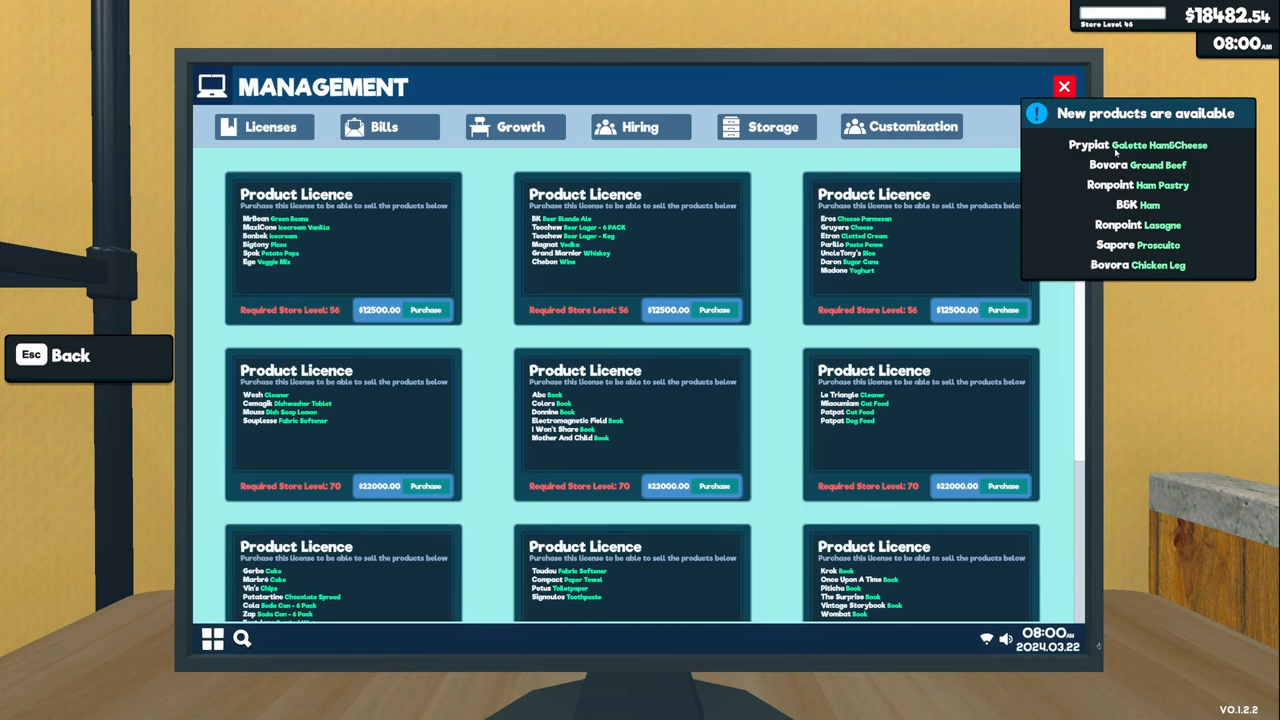 $18482.54
Store Level 46
08:00AM
MANAGEMENT
Licenses
Bills
Growth
Hiring
Storage
Customization
New products are available
Prypiat Galette Ham&Cheese
Bovora Ground Beef
Ronpoint Ham Pastry
B&K Ham
Ronpoint Lasagne
Sapore Proscuito
Bovora Chicken Leg
Esc Back
Product Licence
Purchase this license to be able to sell the products below
MrBean Green Beans
MaxiCone Icecream Vanilla
Banbek Icecream
Bigtony Pizza
Spok Potato Pops
Ege Veggie Mix
Required Store Level: 56
$12500.00 Purchase
Product Licence
Purchase this license to be able to sell the products below
BK Beer Blonde Ale
Teochew Beer Lager - 6 PACK
Teochew Beer Lager - Keg
Magnat Vodka
Grand Marnier Whiskey
Chebon Wine
Required Store Level: 56
$12500.00 Purchase
Product Licence
Purchase this license to be able to sell the products
Eros Cheese Parmesan
Gruyere Cheese
Etron Clotted Cream
Parillo Pasta Penne
UncleTony's Rice
Daron Sugar Cane
Madone Yoghurt
Required Store Level: 56
$12500.00 Purchase
Product Licence
Purchase this license to be able to sell the products below
Wesh Cleaner
Comagik Dishwasher Tablet
Mouss Dish Soap Lemon
Souplesse Fabric Softener
Required Store Level: 70
$22000.00 Purchase
Product Licence
Purchase this license to be able to sell the products below
Abc Book
Colors Book
Donnine Book
Electromagnetic Field Book
I Won't Share Book
Mother And Child Book
Required Store Level: 70
$22000.00 Purchase
Product Licence
Purchase this license to be able to sell the products below
Le Triangle Cleaner
Miaoumiam Cat Food
Patpat Cat Food
Patpat Dog Food
Required Store Level: 70
$22000.00 Purchase
Product Licence
Purchase this license to be able to sell the products below
Gerbe Cake
Marbré Cake
Vin's Chips
Patatartine Chocolate Spread
Cola Soda Can - 6 Pack
Zap Soda Can - 6 Pack
Product Licence
Purchase this license to be able to sell the products below
Toudou Fabric Softener
Compact Paper Towel
Petus Toiletpaper
Signoulos Toothpaste
Product Licence
Purchase this license to be able to sell the products below
Krok Book
Once Upon A Time Book
Piticha Book
The Surprise Book
Vintage Storybook Book
Wombat Book
08:00AM
2024.03.22
V0.1.2.2